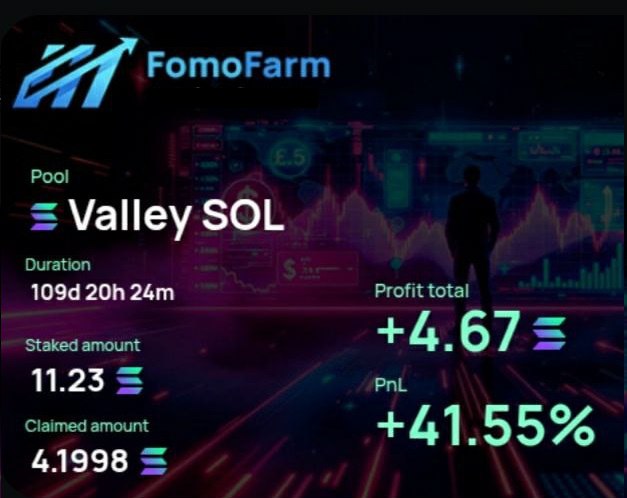 FomoFarm
£.5
Pool
Valley SOL
Duration
109d 20h 24m
Staked amount
11.23
Claimed amount
4.1998
Profit total
+4.67
PnL
+41.55%